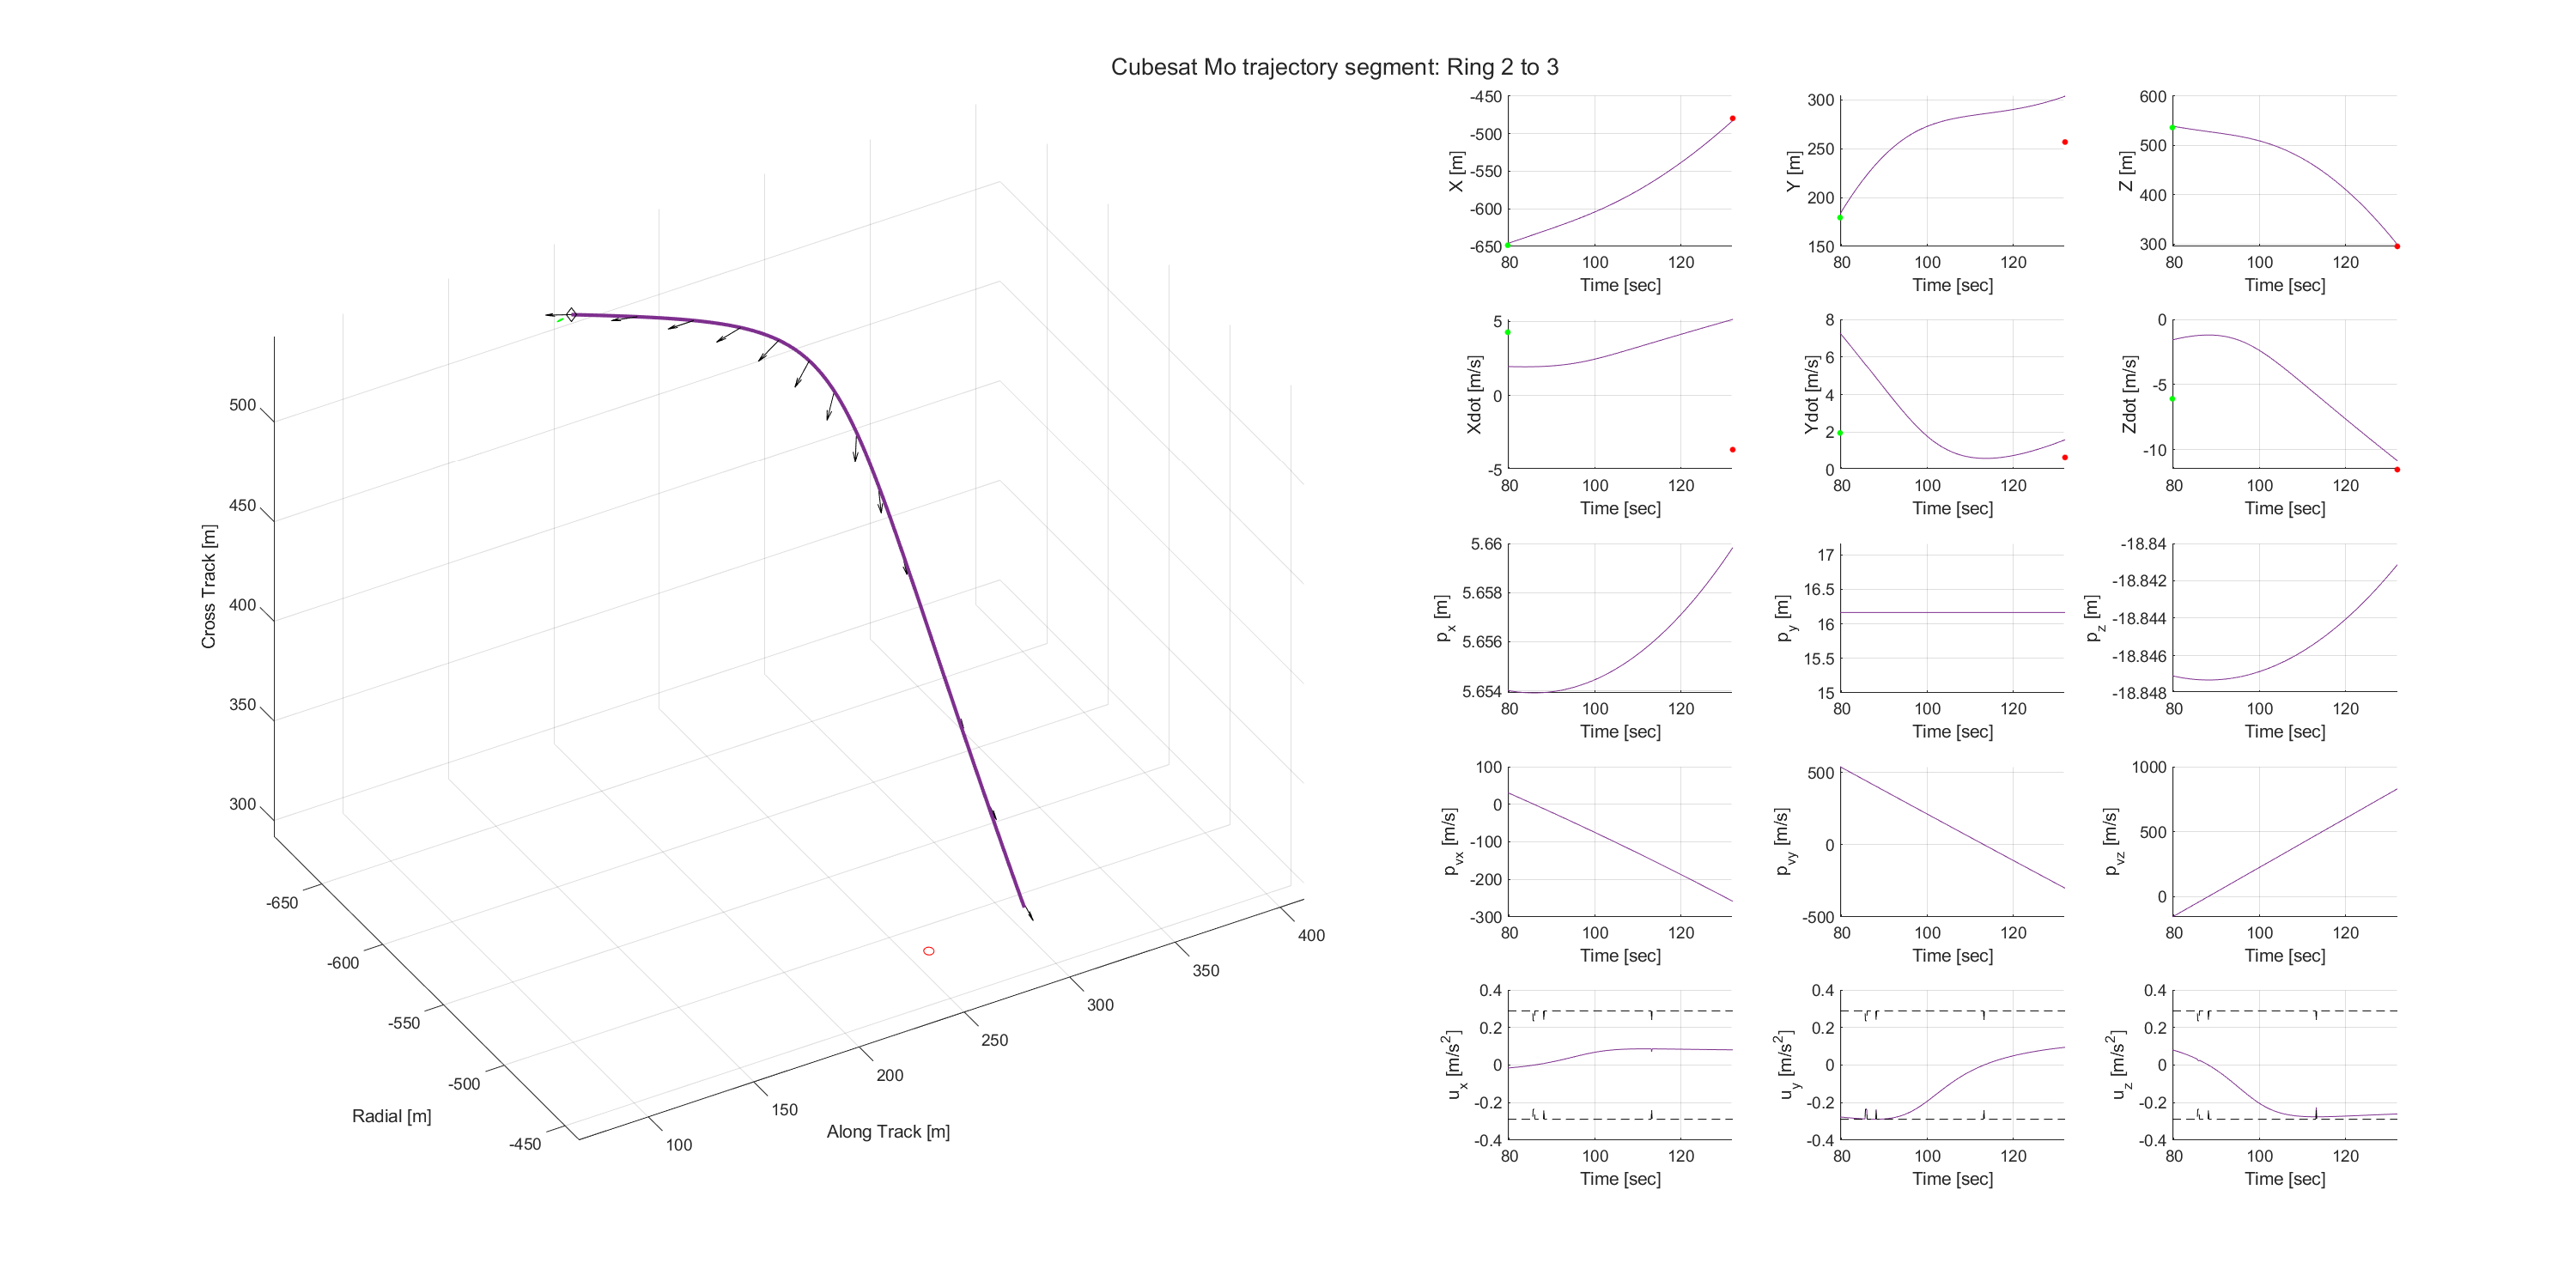 Cubesat Mo trajectory segment: Ring 2 to 3
Cross Track [m]
500
450
400
350
300
Radial [m]
-650
-600
-550
-500
-450
Along Track [m]
100
150
200
250
300
350
400
X [m]
-450
-500
-550
-600
-650
80 100 120
Time [sec]
Y [m]
300
250
200
150
80 100 120
Time [sec]
Z [m]
600
500
400
300
80 100 120
Time [sec]
Xdot [m/s]
5
0
-5
80 100 120
Time [sec]
Ydot [m/s]
8
6
4
2
0
80 100 120
Time [sec]
Zdot [m/s]
0
-5
-10
80 100 120
Time [sec]
p_x [m]
5.66
5.658
5.656
5.654
80 100 120
Time [sec]
p_y [m]
17
16.5
16
15.5
15
80 100 120
Time [sec]
p_z [m]
-18.84
-18.842
-18.844
-18.846
-18.848
80 100 120
Time [sec]
p_vx [m/s]
100
0
-100
-200
-300
80 100 120
Time [sec]
p_vy [m/s]
500
0
-500
80 100 120
Time [sec]
p_vz [m/s]
1000
500
0
80 100 120
Time [sec]
u_x [m/s²]
0.4
0.2
0
-0.2
-0.4
80 100 120
Time [sec]
u_y [m/s²]
0.4
0.2
0
-0.2
-0.4
80 100 120
Time [sec]
u_z [m/s²]
0.4
0.2
0
-0.2
-0.4
80 100 120
Time [sec]